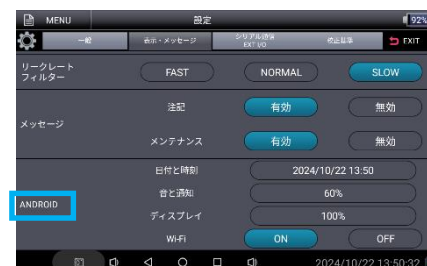 MENU 設定 92
一般 表示・メッセージ シリアル通信 EXT I/O 校正基準 EXIT
リークレート
フィルター
FAST NORMAL SLOW
メッセージ
注記 有効 無効
メンテナンス 有効 無効
ANDROID
日付と時刻 2024/10/22 13:50
音と通知 60%
ディスプレイ 100%
Wi-Fi ON OFF
2024/10/22 13:50:32